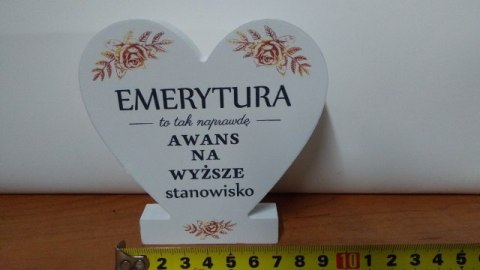 EMERYTURA
to tak naprawdę
AWANS
NA
WYŻSZE
stanowisko
2 3 4 5 6 7 8 9 10 1 2 3 4 5